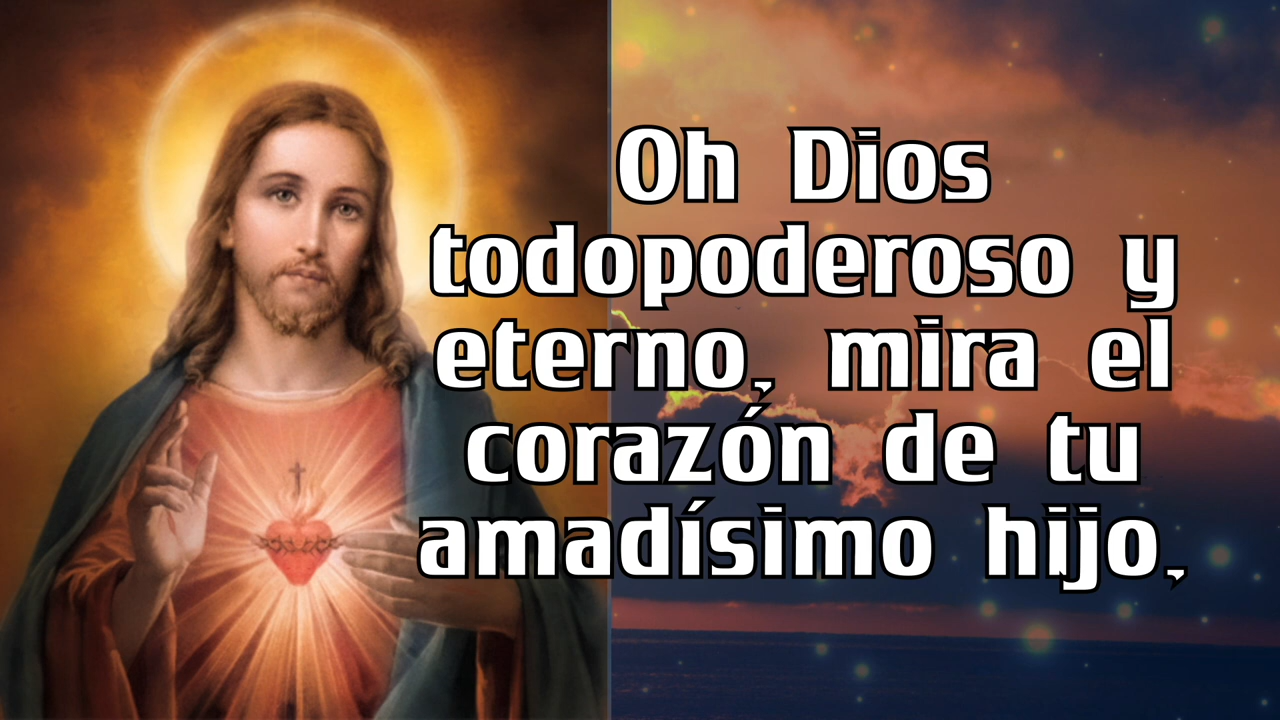 Oh Dios
todopoderoso y
eterno, mira el
corazón de tu
amadísimo hijo,